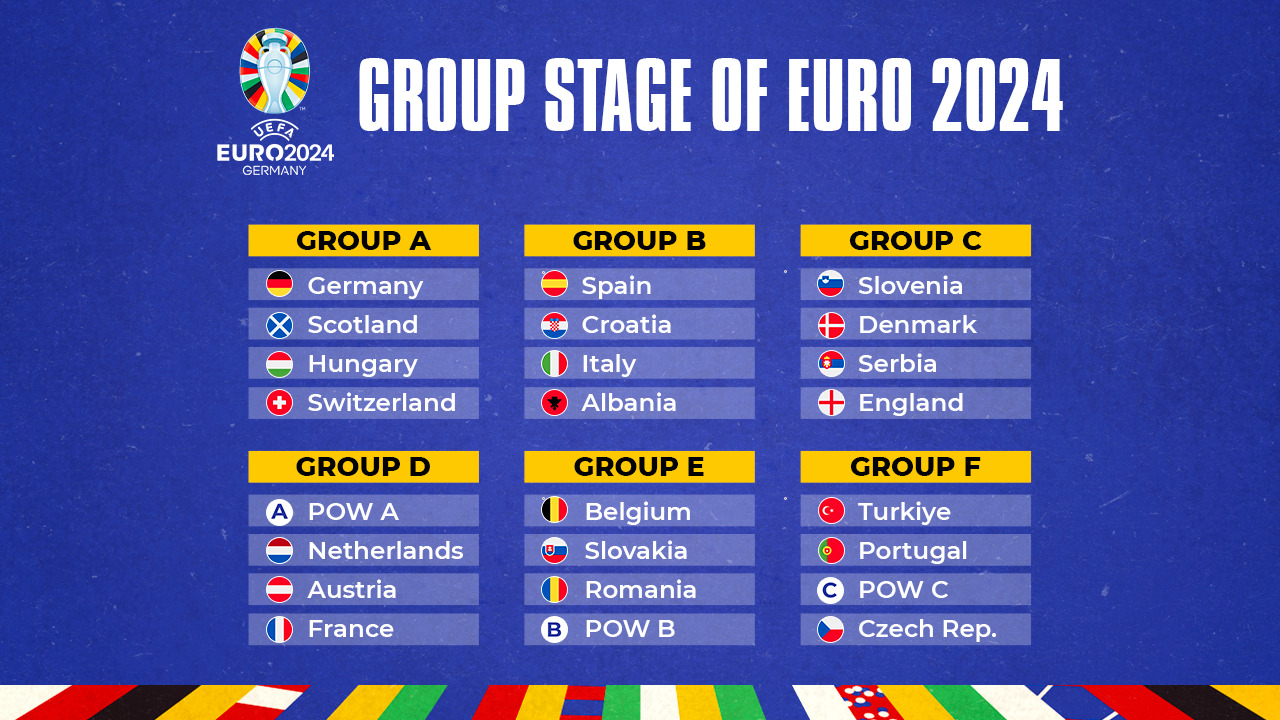 GROUP STAGE OF EURO 2024
UEFA
EURO2024
GERMANY
TM
GROUP A
Germany
Scotland
Hungary
Switzerland
GROUP B
Spain
Croatia
Italy
Albania
GROUP C
Slovenia
Denmark
Serbia
England
GROUP D
A POW A
Netherlands
Austria
France
GROUP E
Belgium
Slovakia
Romania
B POW B
GROUP F
Turkiye
Portugal
C POW C
Czech Rep.